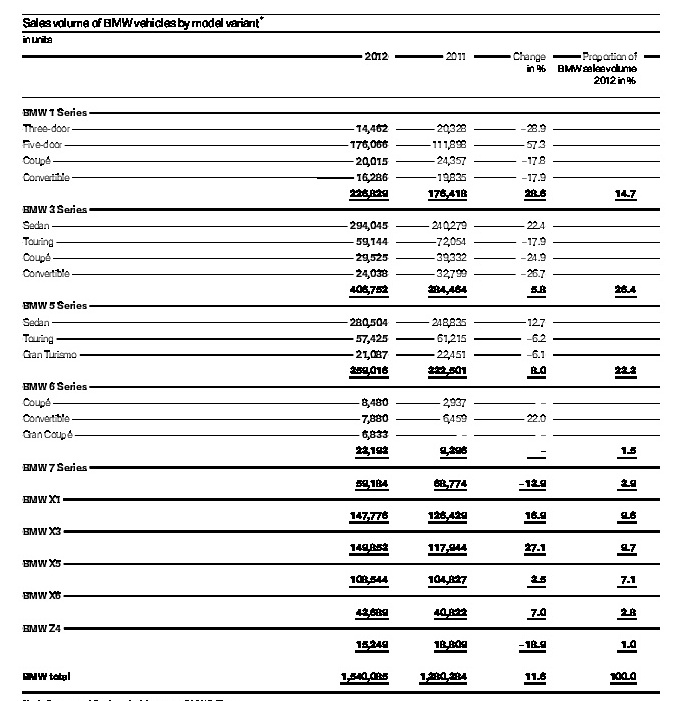 Sales volume of BMW vehicles by model variant*
in units
2012 2011 Change Proportion of
in % BMW sales volume
2012 in %
BMW 1 Series
Three-door 14,462 20,328 –28.9
Five-door 176,066 111,898 57.3
Coupé 20,015 24,357 –17.8
Convertible 16,286 19,835 –17.9
226,829 176,418 28.6 14.7
BMW 3 Series
Sedan 294,045 240,279 22.4
Touring 59,144 72,054 –17.9
Coupé 29,525 39,332 –24.9
Convertible 24,038 32,799 –26.7
406,752 384,464 5.8 26.4
BMW 5 Series
Sedan 280,504 248,835 12.7
Touring 57,425 61,215 –6.2
Gran Turismo 21,087 22,451 –6.1
359,016 332,501 8.0 23.3
BMW 6 Series
Coupé 8,480 2,937 –
Convertible 7,880 6,459 22.0
Gran Coupé 6,833 – –
23,193 9,396 – 1.5
BMW 7 Series
59,184 68,774 –13.9 3.9
BMW X1
147,776 126,429 16.9 9.6
BMW X3
149,853 117,944 27.1 9.7
BMW X5
108,544 104,827 3.5 7.1
BMW X6
43,689 40,822 7.0 2.8
BMW Z4
15,249 18,809 –18.9 1.0
BMW total 1,540,085 1,380,384 11.6 100.0